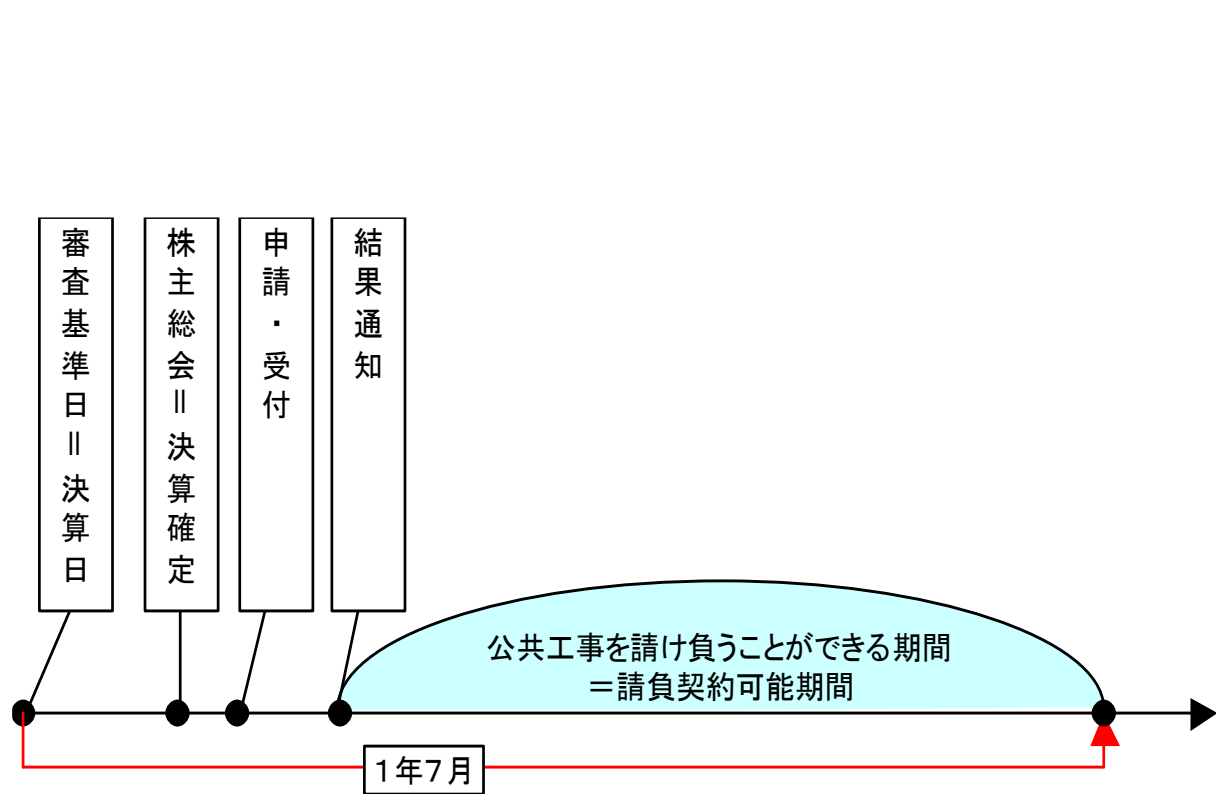 審査基準日＝決算日
株主総会＝決算確定
申請・受付
結果通知
公共工事を請け負うことができる期間
＝請負契約可能期間
１年７月